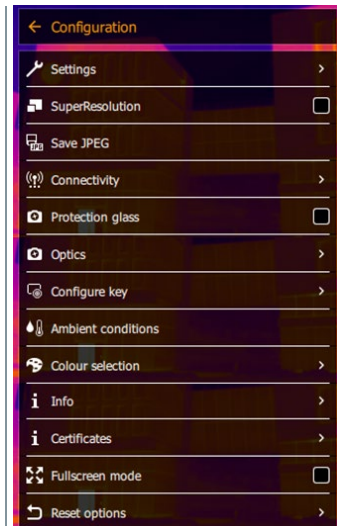 Configuration
Settings
SuperResolution
JPG
Save JPEG
Connectivity
Protection glass
Optics
Configure key
Ambient conditions
Colour selection
Info
Certificates
Fullscreen mode
Reset options